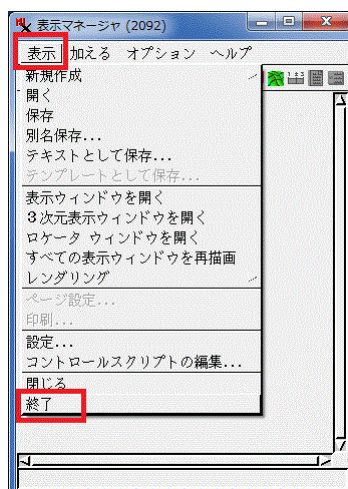 表示マネージャ (2092)
表示 加える オプション ヘルプ
新規作成
開く
保存
別名保存...
テキストとして保存...
テンプレートとして保存...
表示ウィンドウを開く
3次元表示ウィンドウを開く
ロケータ ウィンドウを開く
すべての表示ウィンドウを再描画
レンダリング
ページ設定...
印刷...
設定...
コントロールスクリプトの編集...
閉じる
終了